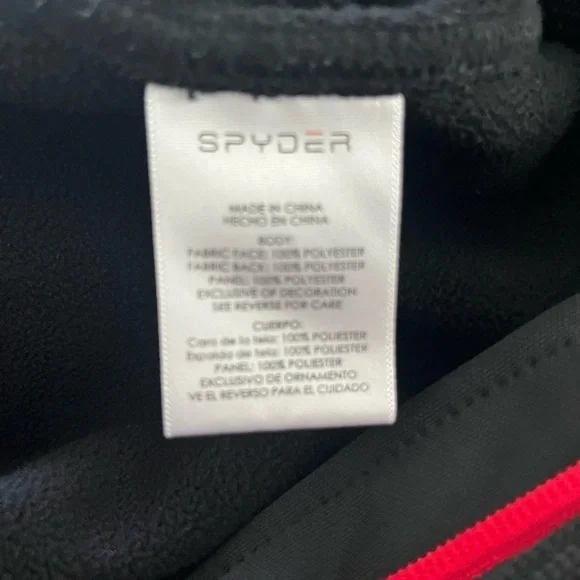 SPYDER
MADE IN CHINA
HECHO EN CHINA
BODY:
FABRIC FACE: 100% POLYESTER
FABRIC BACK: 100% POLYESTER
PANEL: 100% POLYESTER
EXCLUSIVE OF DECORATION
SEE REVERSE FOR CARE
CUERPO:
Cara de la tela: 100% POLIESTER
Espalda de tela: 100% POLIESTER
PANEL: 100% POLIESTER
EXCLUSIVO DE ORNAMENTO
VE EL REVERSO PARA EL CUIDADO